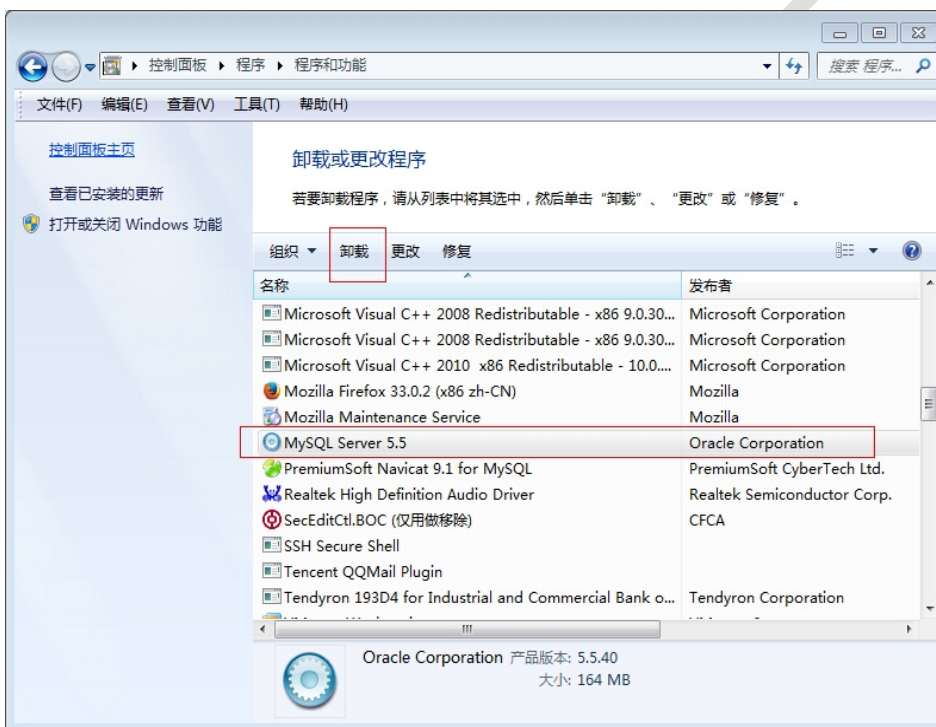 控制面板 程序 程序和功能
搜索 程序...
文件(F) 编辑(E) 查看(V) 工具(T) 帮助(H)
控制面板主页
查看已安装的更新
打开或关闭 Windows 功能
卸载或更改程序
若要卸载程序，请从列表中将其选中，然后单击“卸载”、“更改”或“修复”。
组织 卸载 更改 修复
名称 发布者
Microsoft Visual C++ 2008 Redistributable - x86 9.0.30... Microsoft Corporation
Microsoft Visual C++ 2008 Redistributable - x86 9.0.30... Microsoft Corporation
Microsoft Visual C++ 2010 x86 Redistributable - 10.0.... Microsoft Corporation
Mozilla Firefox 33.0.2 (x86 zh-CN) Mozilla
Mozilla Maintenance Service Mozilla
MySQL Server 5.5 Oracle Corporation
PremiumSoft Navicat 9.1 for MySQL PremiumSoft CyberTech Ltd.
Realtek High Definition Audio Driver Realtek Semiconductor Corp.
SecEditCtl.BOC (仅用做移除) CFCA
SSH Secure Shell
Tencent QQMail Plugin
Tendyron 193D4 for Industrial and Commercial Bank o... Tendyron Corporation
Oracle Corporation 产品版本: 5.5.40
大小: 164 MB